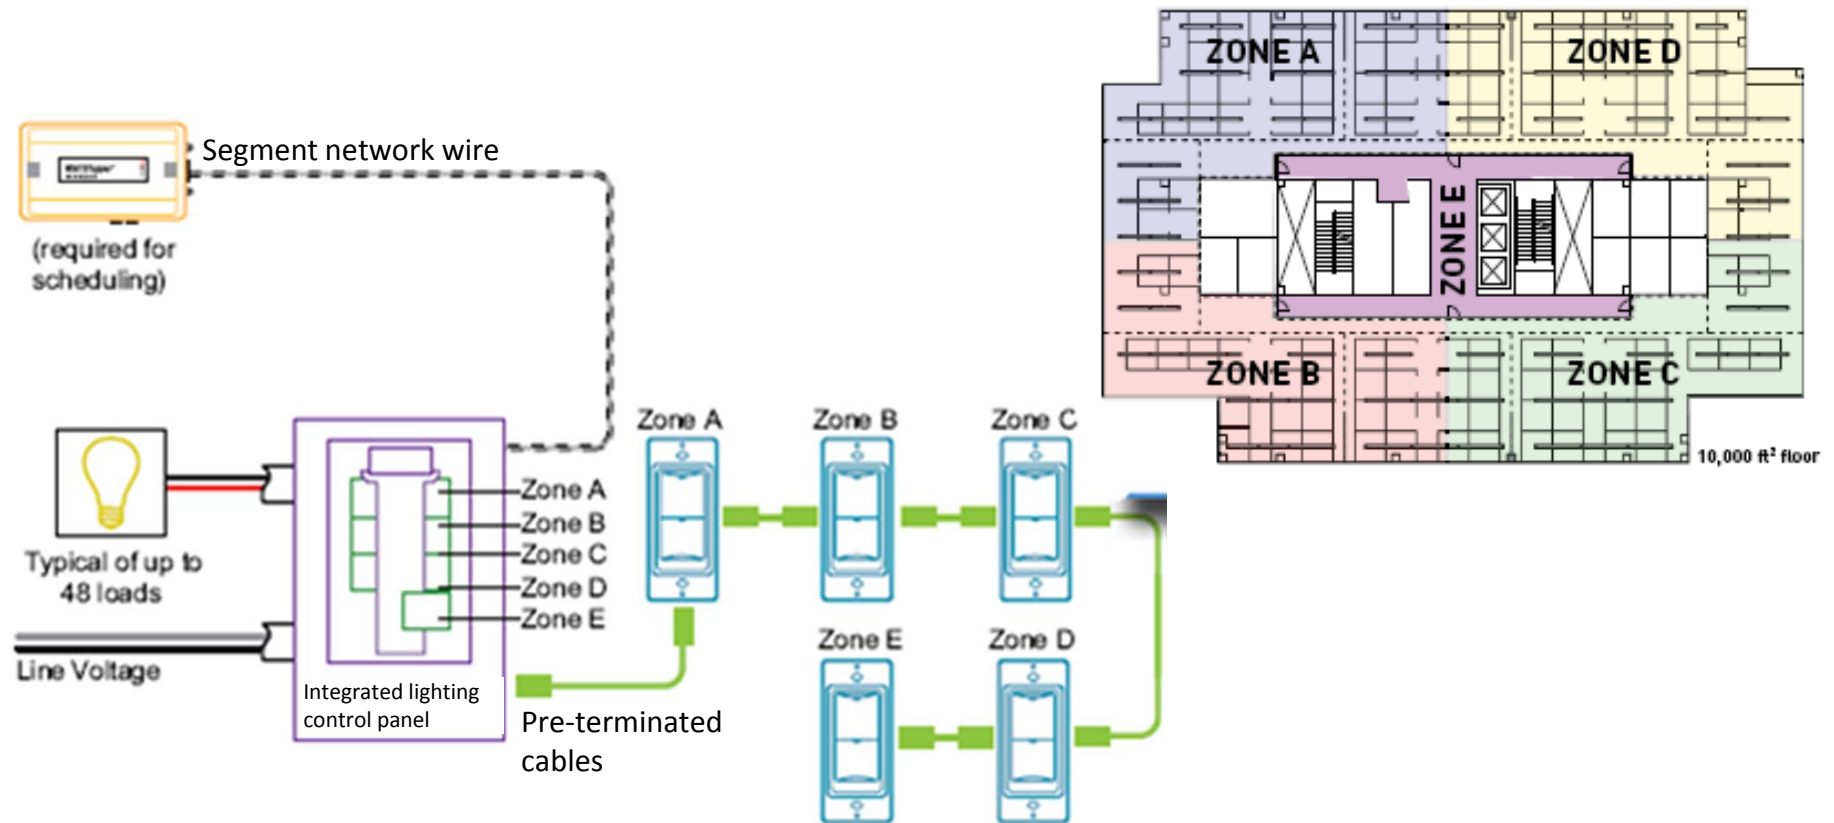 Segment network wire
(required for
scheduling)
Typical of up to
48 loads
Line Voltage
Zone A
Zone B
Zone C
Zone D
Zone E
Integrated lighting
control panel
Pre-terminated
cables
Zone A
Zone B
Zone C
Zone E
Zone D
ZONE A
ZONE D
ZONE E
ZONE B
ZONE C
10,000 ft² floor